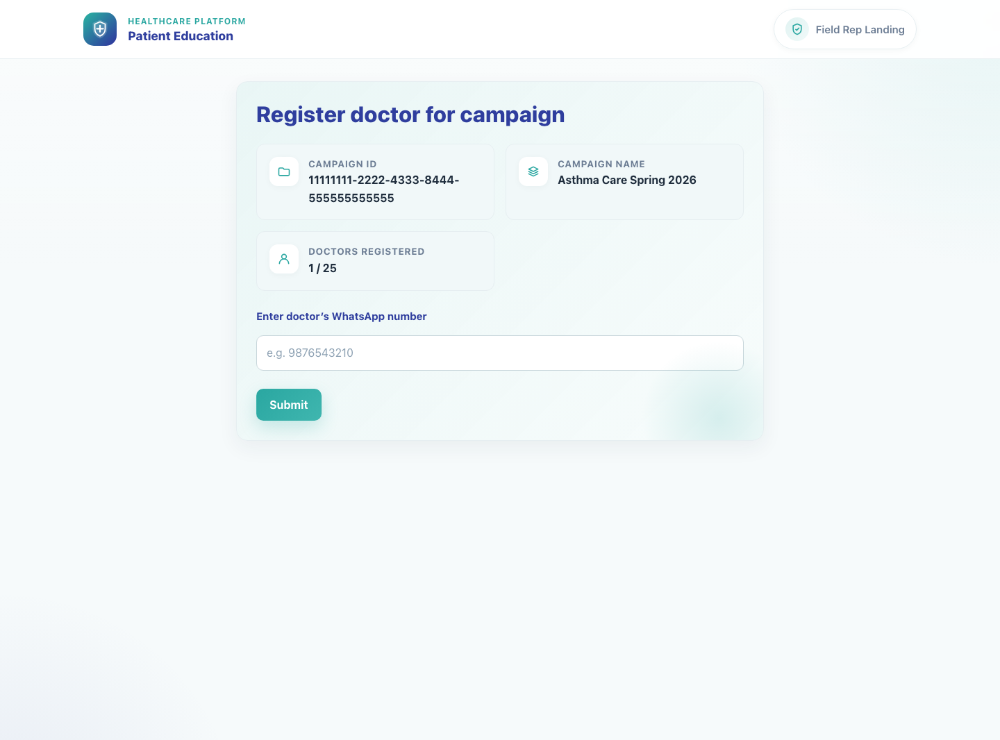 HEALTHCARE PLATFORM
Patient Education
Field Rep Landing
Register doctor for campaign
CAMPAIGN ID
11111111-2222-4333-8444-
555555555555
CAMPAIGN NAME
Asthma Care Spring 2026
DOCTORS REGISTERED
1 / 25
Enter doctor’s WhatsApp number
e.g. 9876543210
Submit